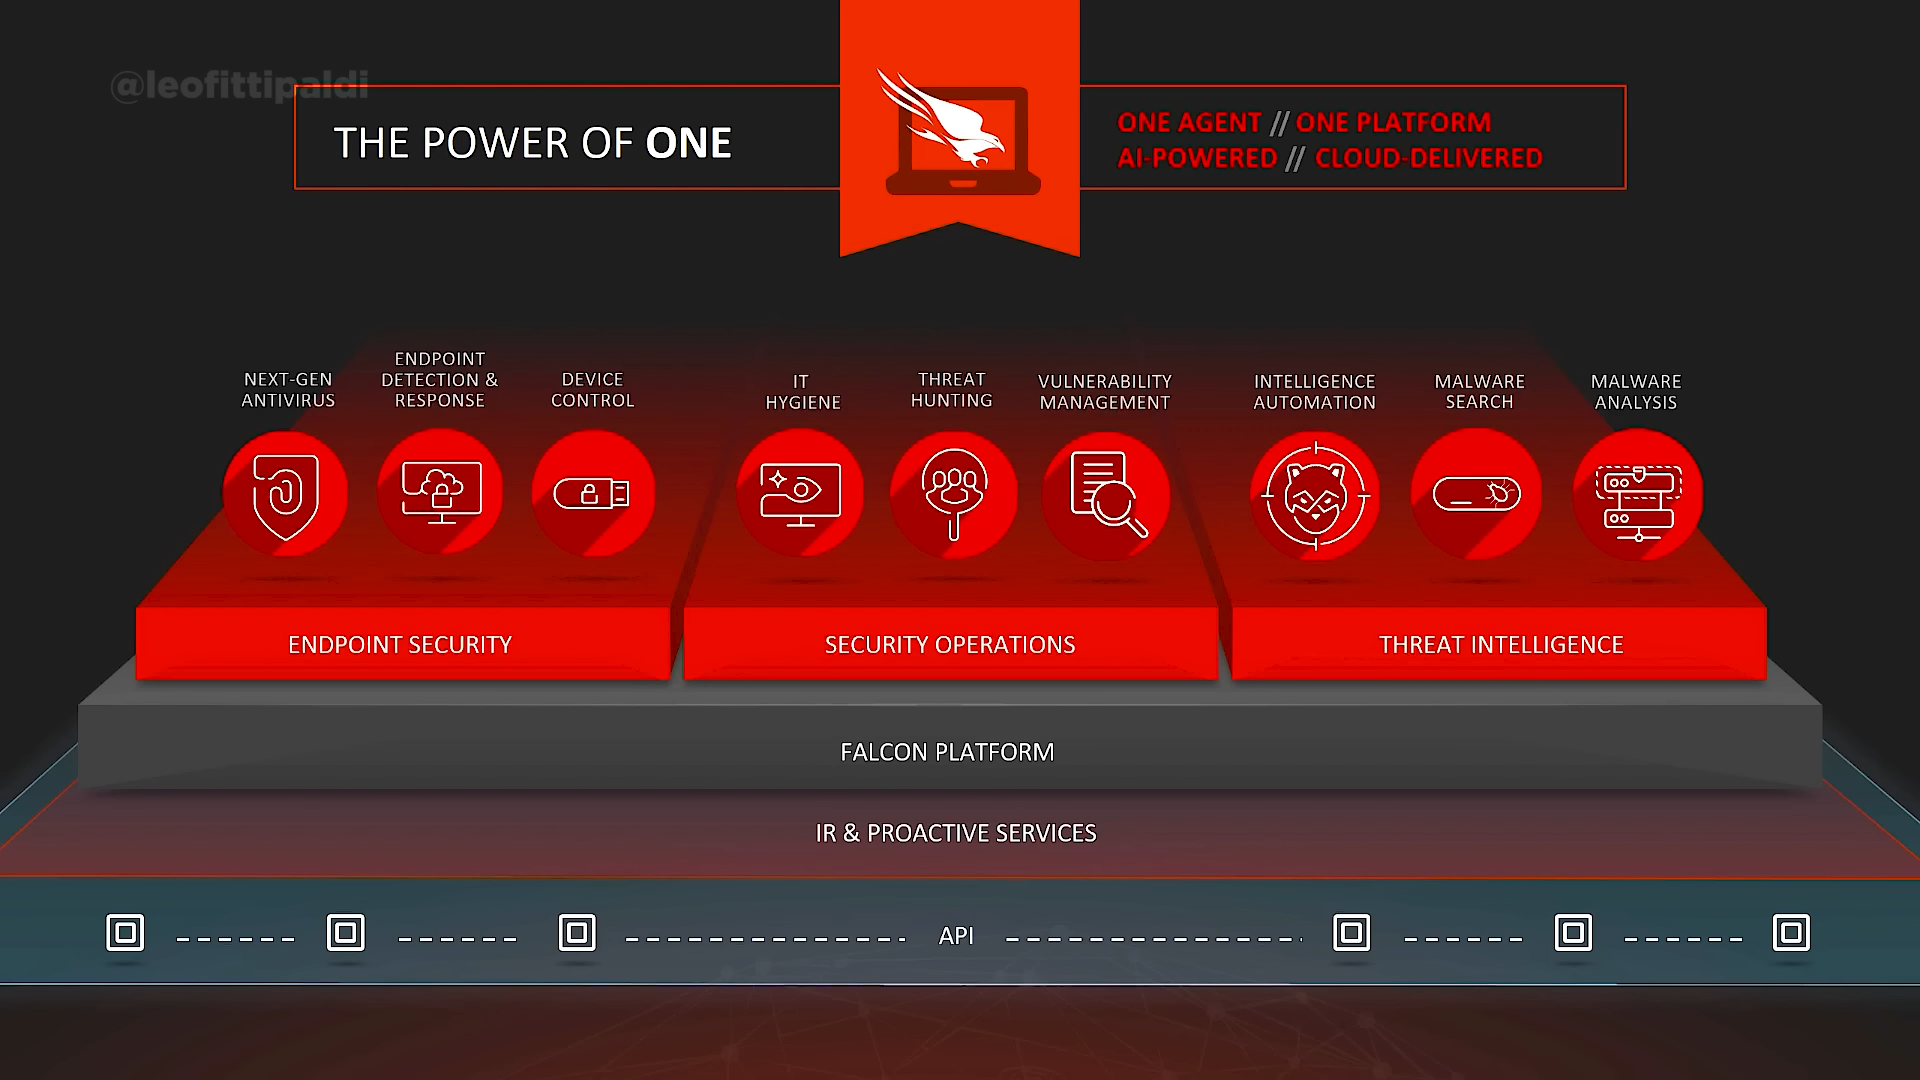 @leofittipaldi
THE POWER OF ONE
ONE AGENT // ONE PLATFORM
AI-POWERED // CLOUD-DELIVERED
NEXT-GEN
ANTIVIRUS
ENDPOINT
DETECTION &
RESPONSE
DEVICE
CONTROL
IT
HYGIENE
THREAT
HUNTING
VULNERABILITY
MANAGEMENT
INTELLIGENCE
AUTOMATION
MALWARE
SEARCH
MALWARE
ANALYSIS
ENDPOINT SECURITY
SECURITY OPERATIONS
THREAT INTELLIGENCE
FALCON PLATFORM
IR & PROACTIVE SERVICES
API